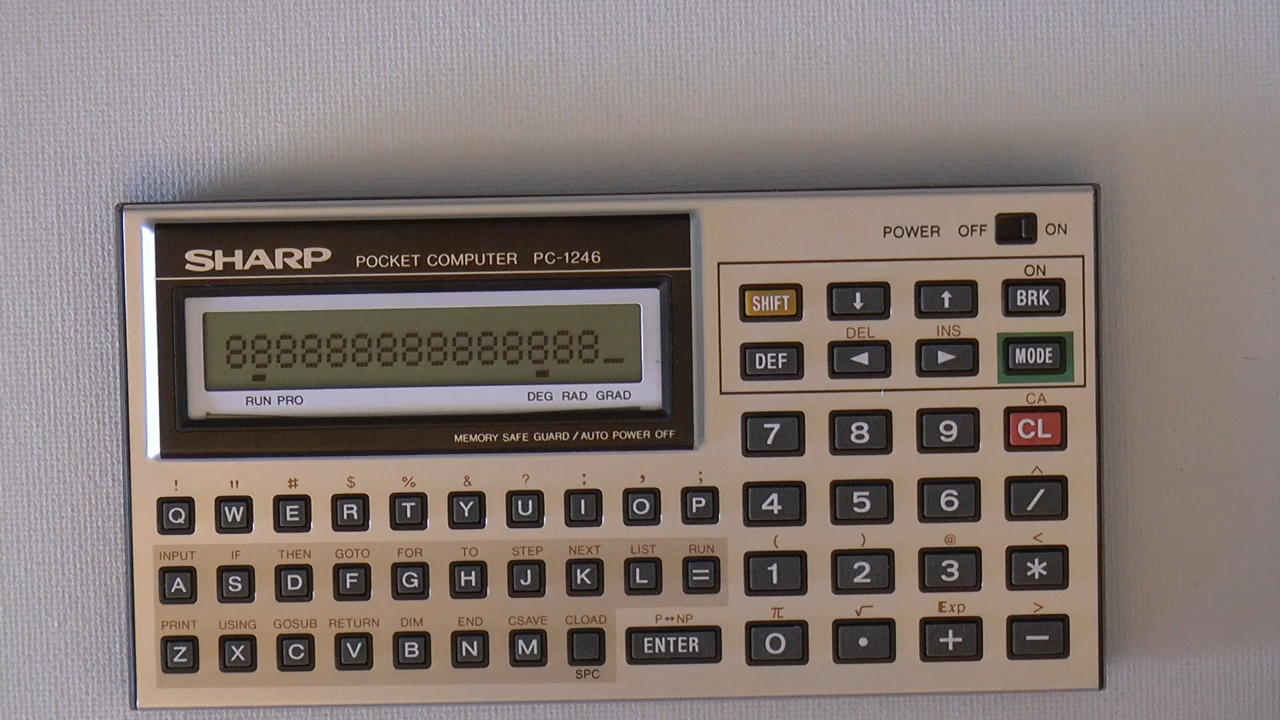 SHARP POCKET COMPUTER PC-1246
888888888888888_
RUN PRO DEG RAD GRAD
MEMORY SAFE GUARD / AUTO POWER OFF
POWER OFF ON
ON
SHIFT ↓ ↑ BRK
DEL INS
DEF ◄ ► MODE
CA
7 8 9 CL
^
4 5 6 /
( ) @ <
1 2 3 *
π √ Exp >
0 • + −
! " # $ % & ? : , ;
Q W E R T Y U I O P
INPUT IF THEN GOTO FOR TO STEP NEXT LIST RUN
A S D F G H J K L =
PRINT USING GOSUB RETURN DIM END CSAVE CLOAD P↔NP
Z X C V B N M ENTER
SPC